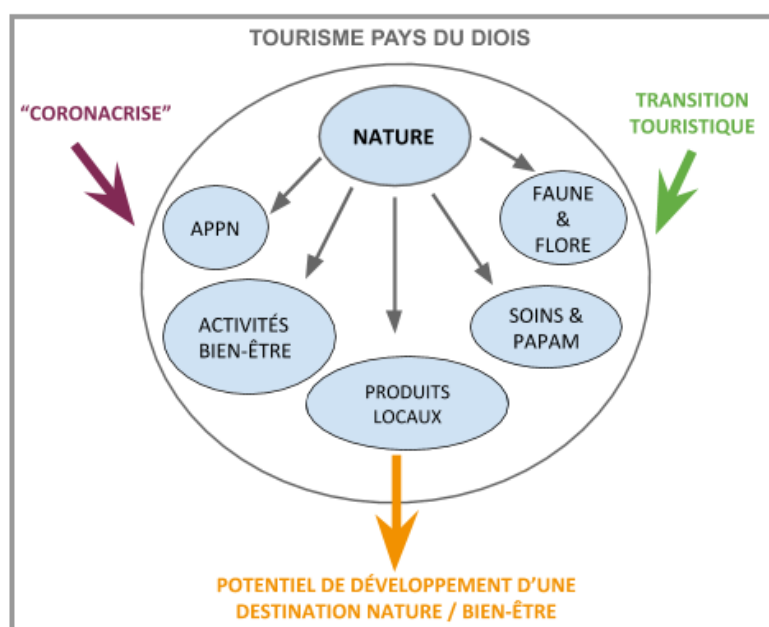 TOURISME PAYS DU DIOIS
“CORONACRISE”
TRANSITION
TOURISTIQUE
NATURE
APPN
FAUNE
&
FLORE
ACTIVITÉS
BIEN-ÊTRE
SOINS &
PAPAM
PRODUITS
LOCAUX
POTENTIEL DE DÉVELOPPEMENT D’UNE
DESTINATION NATURE / BIEN-ÊTRE